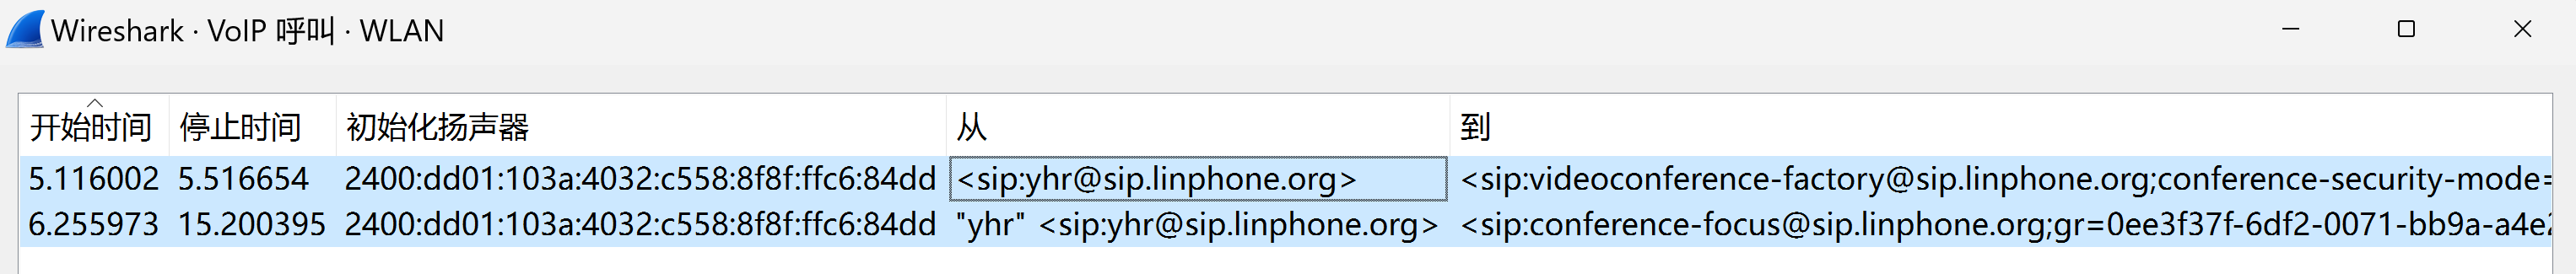 Wireshark · VoIP 呼叫 · WLAN
开始时间 停止时间 初始化扬声器 从 到
5.116002 5.516654 2400:dd01:103a:4032:c558:8f8f:ffc6:84dd <sip:yhr@sip.linphone.org> <sip:videoconference-factory@sip.linphone.org;conference-security-mode=
6.255973 15.200395 2400:dd01:103a:4032:c558:8f8f:ffc6:84dd "yhr" <sip:yhr@sip.linphone.org> <sip:conference-focus@sip.linphone.org;gr=0ee3f37f-6df2-0071-bb9a-a4e2